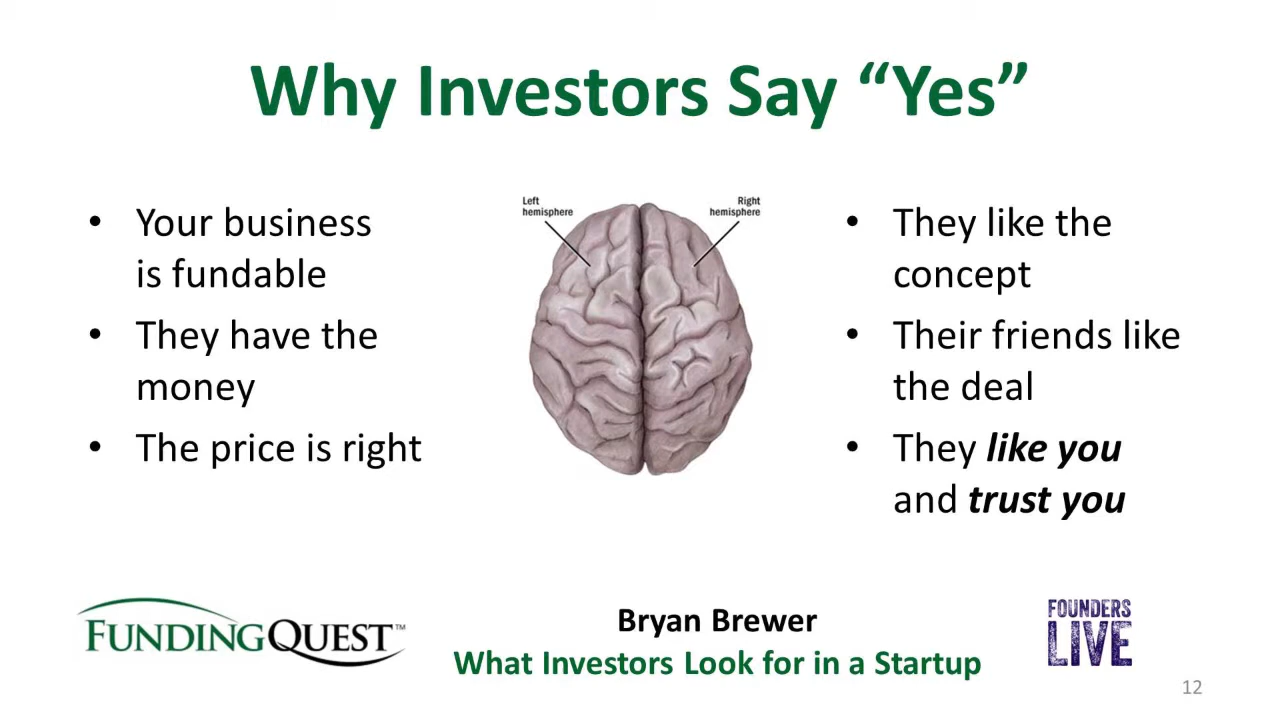 Why Investors Say “Yes”
• Your business
is fundable
• They have the
money
• The price is right
Left
hemisphere
Right
hemisphere
• They like the
concept
• Their friends like
the deal
• They like you
and trust you
FUNDINGQUEST™
Bryan Brewer
What Investors Look for in a Startup
FOUNDERS
LIVE
12